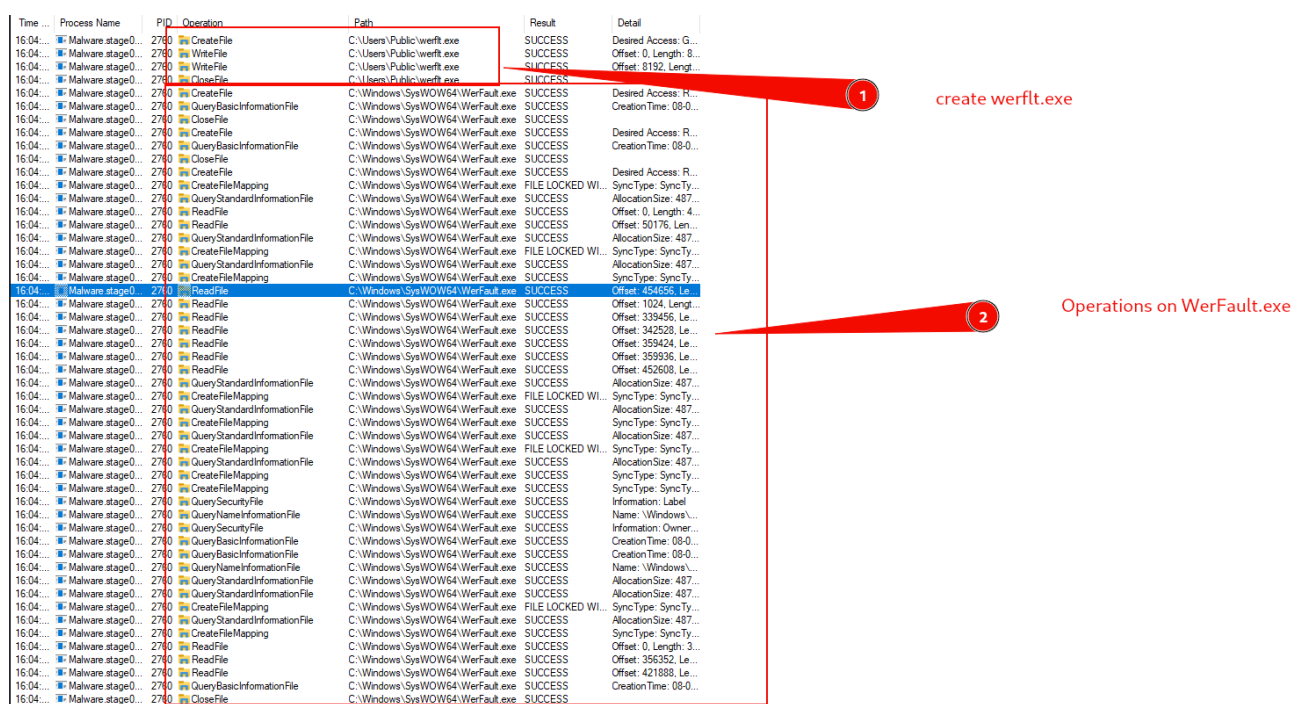 Time ... Process Name PID Operation Path Result Detail
16:04:... Malware.stage0... 2760 CreateFile C:\Users\Public\werflt.exe SUCCESS Desired Access: G...
16:04:... Malware.stage0... 2760 WriteFile C:\Users\Public\werflt.exe SUCCESS Offset: 0, Length: 8...
16:04:... Malware.stage0... 2760 WriteFile C:\Users\Public\werflt.exe SUCCESS Offset: 8192, Lengt...
16:04:... Malware.stage0... 2760 CloseFile C:\Users\Public\werflt.exe SUCCESS
16:04:... Malware.stage0... 2760 CreateFile C:\Windows\SysWOW64\WerFault.exe SUCCESS Desired Access: R...
1
create werflt.exe
16:04:... Malware.stage0... 2760 QueryBasicInformationFile C:\Windows\SysWOW64\WerFault.exe SUCCESS CreationTime: 08-0...
16:04:... Malware.stage0... 2760 CloseFile C:\Windows\SysWOW64\WerFault.exe SUCCESS
16:04:... Malware.stage0... 2760 CreateFile C:\Windows\SysWOW64\WerFault.exe SUCCESS Desired Access: R...
16:04:... Malware.stage0... 2760 QueryBasicInformationFile C:\Windows\SysWOW64\WerFault.exe SUCCESS CreationTime: 08-0...
16:04:... Malware.stage0... 2760 CloseFile C:\Windows\SysWOW64\WerFault.exe SUCCESS
16:04:... Malware.stage0... 2760 CreateFile C:\Windows\SysWOW64\WerFault.exe SUCCESS Desired Access: R...
16:04:... Malware.stage0... 2760 CreateFileMapping C:\Windows\SysWOW64\WerFault.exe FILE LOCKED WI... SyncType: SyncTy...
16:04:... Malware.stage0... 2760 QueryStandardInformationFile C:\Windows\SysWOW64\WerFault.exe SUCCESS AllocationSize: 487...
16:04:... Malware.stage0... 2760 ReadFile C:\Windows\SysWOW64\WerFault.exe SUCCESS Offset: 0, Length: 4...
16:04:... Malware.stage0... 2760 ReadFile C:\Windows\SysWOW64\WerFault.exe SUCCESS Offset: 50176, Len...
16:04:... Malware.stage0... 2760 QueryStandardInformationFile C:\Windows\SysWOW64\WerFault.exe SUCCESS AllocationSize: 487...
16:04:... Malware.stage0... 2760 CreateFileMapping C:\Windows\SysWOW64\WerFault.exe FILE LOCKED WI... SyncType: SyncTy...
16:04:... Malware.stage0... 2760 QueryStandardInformationFile C:\Windows\SysWOW64\WerFault.exe SUCCESS AllocationSize: 487...
16:04:... Malware.stage0... 2760 CreateFileMapping C:\Windows\SysWOW64\WerFault.exe SUCCESS SyncType: SyncTy...
16:04:... Malware.stage0... 2760 ReadFile C:\Windows\SysWOW64\WerFault.exe SUCCESS Offset: 454656, Le...
16:04:... Malware.stage0... 2760 ReadFile C:\Windows\SysWOW64\WerFault.exe SUCCESS Offset: 1024, Lengt...
16:04:... Malware.stage0... 2760 ReadFile C:\Windows\SysWOW64\WerFault.exe SUCCESS Offset: 339456, Le...
2
Operations on WerFault.exe
16:04:... Malware.stage0... 2760 ReadFile C:\Windows\SysWOW64\WerFault.exe SUCCESS Offset: 342528, Le...
16:04:... Malware.stage0... 2760 ReadFile C:\Windows\SysWOW64\WerFault.exe SUCCESS Offset: 359424, Le...
16:04:... Malware.stage0... 2760 ReadFile C:\Windows\SysWOW64\WerFault.exe SUCCESS Offset: 359936, Le...
16:04:... Malware.stage0... 2760 ReadFile C:\Windows\SysWOW64\WerFault.exe SUCCESS Offset: 452608, Le...
16:04:... Malware.stage0... 2760 QueryStandardInformationFile C:\Windows\SysWOW64\WerFault.exe SUCCESS AllocationSize: 487...
16:04:... Malware.stage0... 2760 CreateFileMapping C:\Windows\SysWOW64\WerFault.exe FILE LOCKED WI... SyncType: SyncTy...
16:04:... Malware.stage0... 2760 QueryStandardInformationFile C:\Windows\SysWOW64\WerFault.exe SUCCESS AllocationSize: 487...
16:04:... Malware.stage0... 2760 CreateFileMapping C:\Windows\SysWOW64\WerFault.exe SUCCESS SyncType: SyncTy...
16:04:... Malware.stage0... 2760 QueryStandardInformationFile C:\Windows\SysWOW64\WerFault.exe SUCCESS AllocationSize: 487...
16:04:... Malware.stage0... 2760 CreateFileMapping C:\Windows\SysWOW64\WerFault.exe FILE LOCKED WI... SyncType: SyncTy...
16:04:... Malware.stage0... 2760 QueryStandardInformationFile C:\Windows\SysWOW64\WerFault.exe SUCCESS AllocationSize: 487...
16:04:... Malware.stage0... 2760 CreateFileMapping C:\Windows\SysWOW64\WerFault.exe SUCCESS SyncType: SyncTy...
16:04:... Malware.stage0... 2760 CreateFileMapping C:\Windows\SysWOW64\WerFault.exe SUCCESS SyncType: SyncTy...
16:04:... Malware.stage0... 2760 QuerySecurityFile C:\Windows\SysWOW64\WerFault.exe SUCCESS Information: Label
16:04:... Malware.stage0... 2760 QueryNameInformationFile C:\Windows\SysWOW64\WerFault.exe SUCCESS Name: \Windows\...
16:04:... Malware.stage0... 2760 QuerySecurityFile C:\Windows\SysWOW64\WerFault.exe SUCCESS Information: Owner...
16:04:... Malware.stage0... 2760 QueryBasicInformationFile C:\Windows\SysWOW64\WerFault.exe SUCCESS CreationTime: 08-0...
16:04:... Malware.stage0... 2760 QueryBasicInformationFile C:\Windows\SysWOW64\WerFault.exe SUCCESS CreationTime: 08-0...
16:04:... Malware.stage0... 2760 QueryNameInformationFile C:\Windows\SysWOW64\WerFault.exe SUCCESS Name: \Windows\...
16:04:... Malware.stage0... 2760 QueryStandardInformationFile C:\Windows\SysWOW64\WerFault.exe SUCCESS AllocationSize: 487...
16:04:... Malware.stage0... 2760 QueryStandardInformationFile C:\Windows\SysWOW64\WerFault.exe SUCCESS AllocationSize: 487...
16:04:... Malware.stage0... 2760 CreateFileMapping C:\Windows\SysWOW64\WerFault.exe FILE LOCKED WI... SyncType: SyncTy...
16:04:... Malware.stage0... 2760 QueryStandardInformationFile C:\Windows\SysWOW64\WerFault.exe SUCCESS AllocationSize: 487...
16:04:... Malware.stage0... 2760 CreateFileMapping C:\Windows\SysWOW64\WerFault.exe SUCCESS SyncType: SyncTy...
16:04:... Malware.stage0... 2760 ReadFile C:\Windows\SysWOW64\WerFault.exe SUCCESS Offset: 0, Length: 3...
16:04:... Malware.stage0... 2760 ReadFile C:\Windows\SysWOW64\WerFault.exe SUCCESS Offset: 356352, Le...
16:04:... Malware.stage0... 2760 ReadFile C:\Windows\SysWOW64\WerFault.exe SUCCESS Offset: 421888, Le...
16:04:... Malware.stage0... 2760 QueryBasicInformationFile C:\Windows\SysWOW64\WerFault.exe SUCCESS CreationTime: 08-0...
16:04:... Malware.stage0... 2760 CloseFile C:\Windows\SysWOW64\WerFault.exe SUCCESS